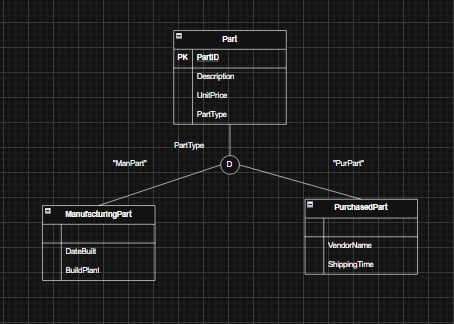 Part
PK PartID
Description
UnitPrice
PartType
PartType
D
"ManPart"
"PurPart"
ManufacturingPart
DateBuilt
BuildPlant
PurchasedPart
VendorName
ShippingTime